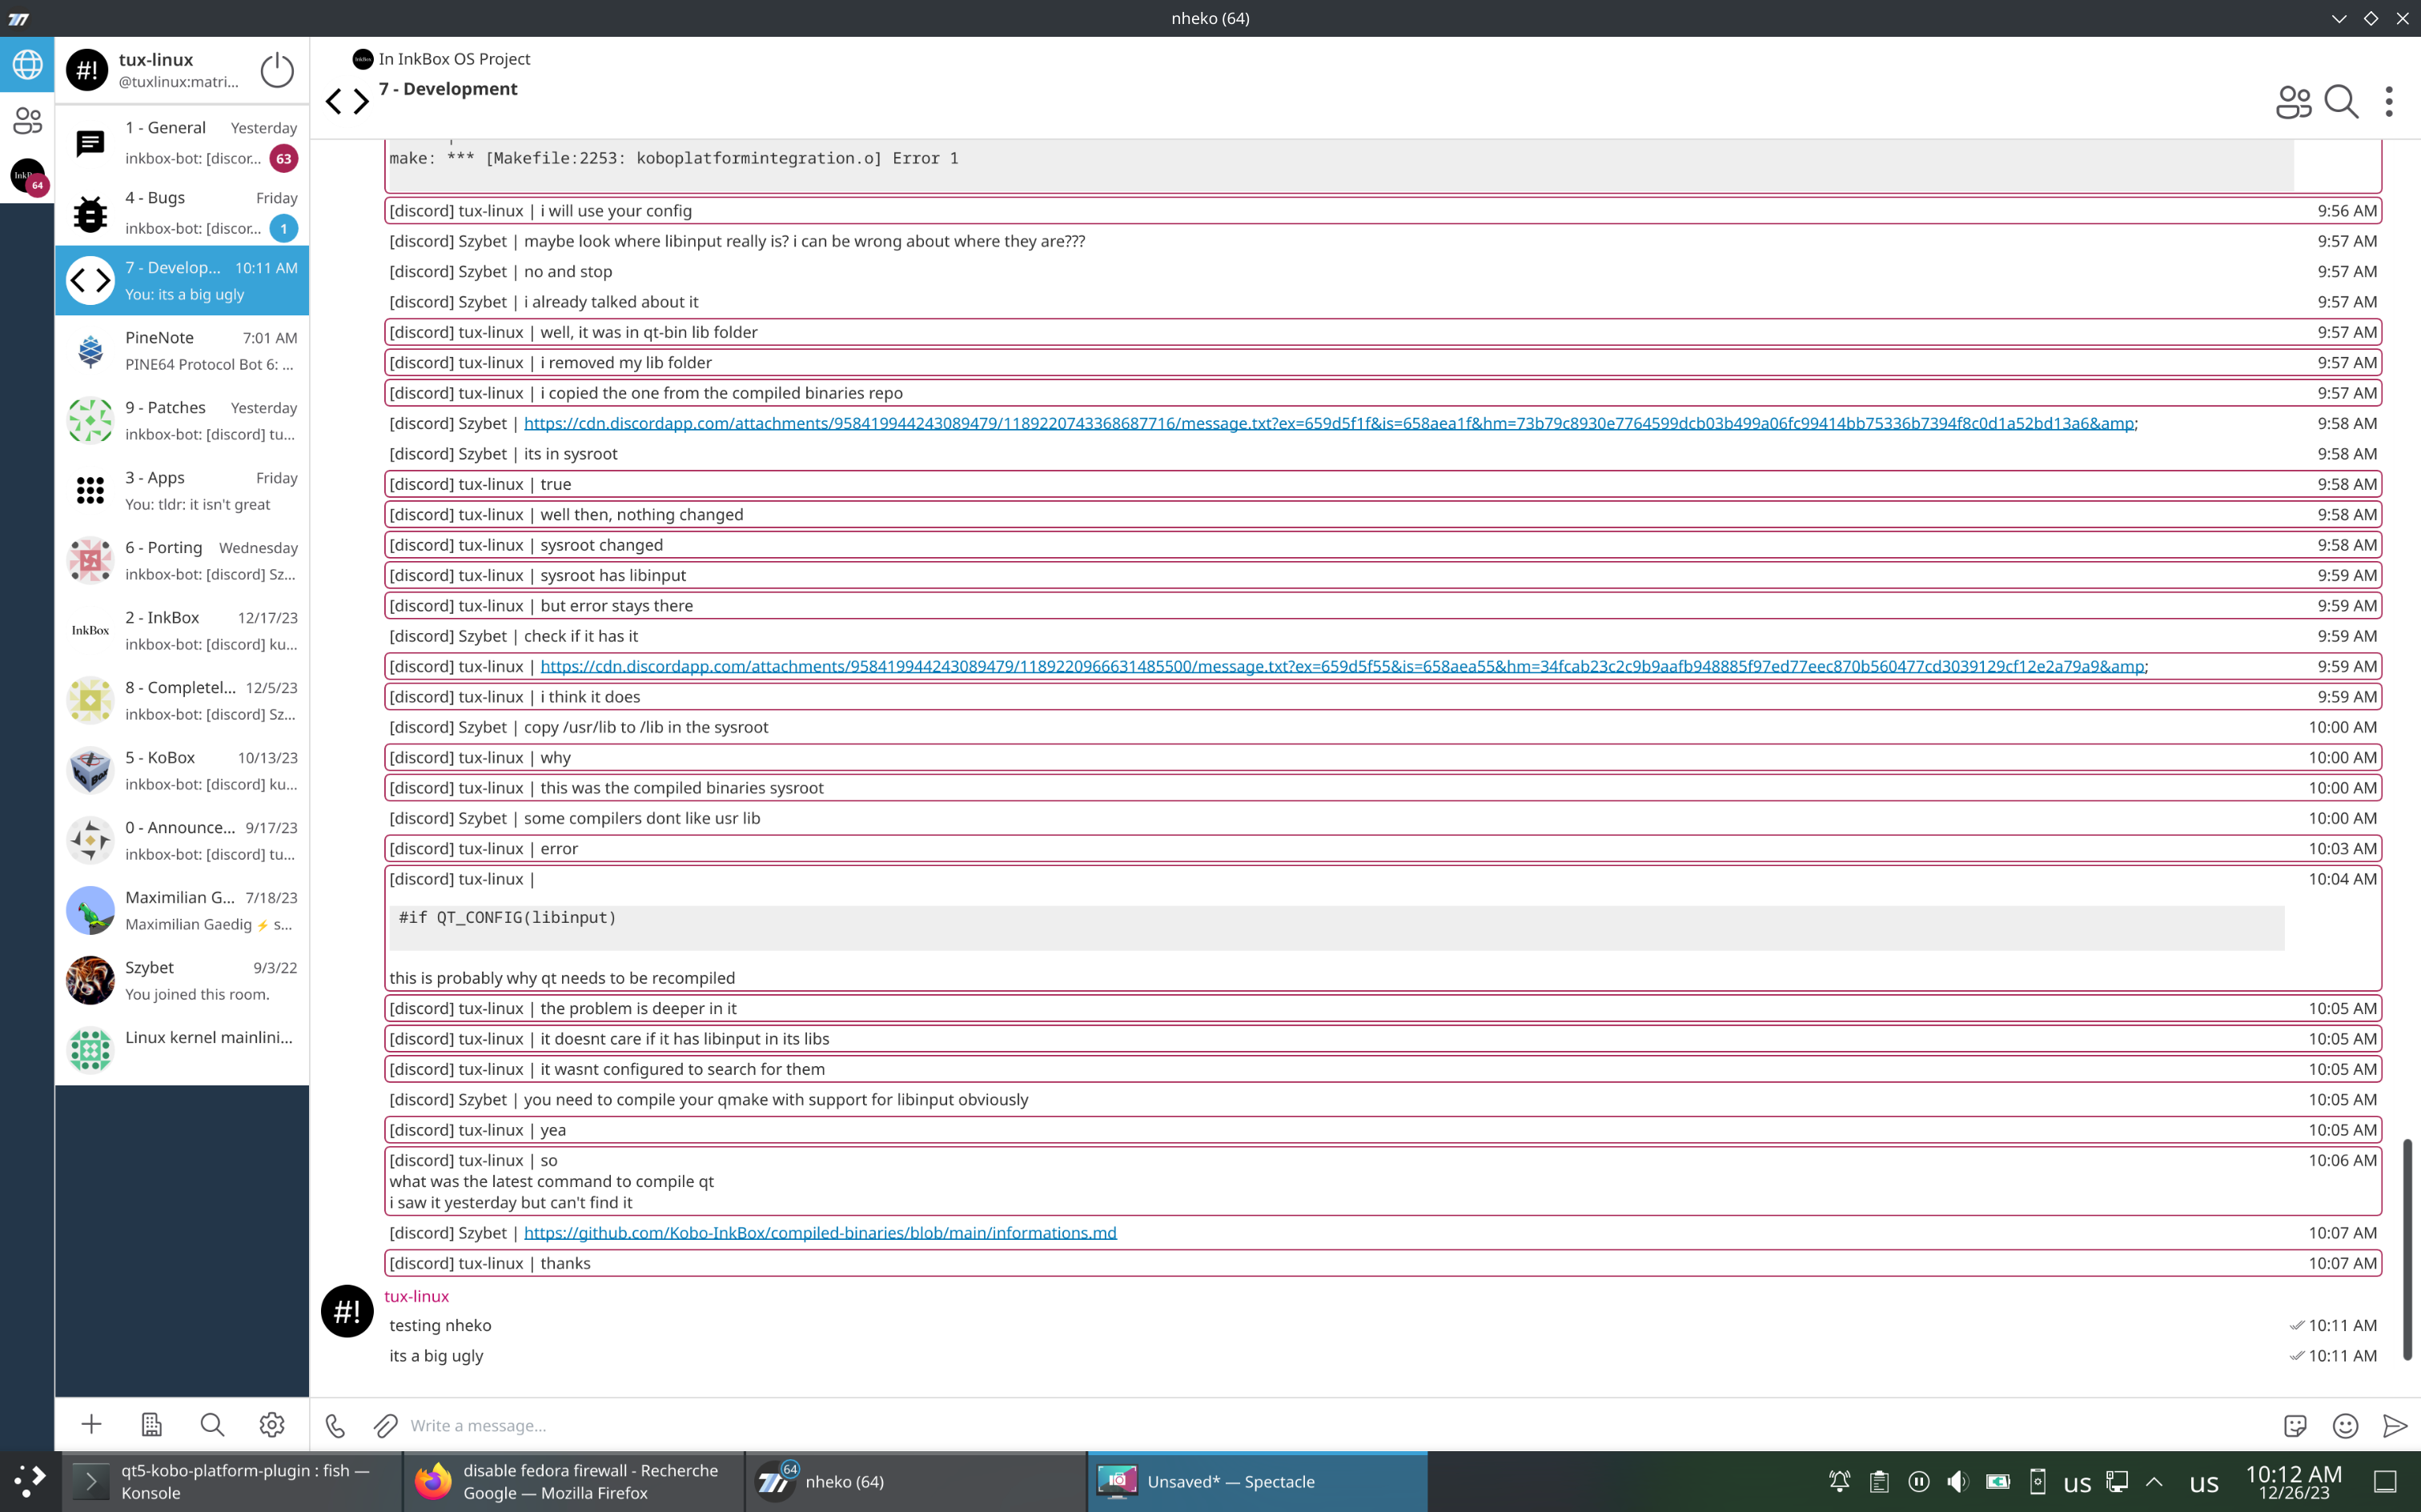 nheko (64)
tux-linux
@tuxlinux:matri...
1 - General Yesterday
inkbox-bot: [discor... 63
64
4 - Bugs Friday
inkbox-bot: [discor... 1
7 - Develop... 10:11 AM
You: its a big ugly
PineNote 7:01 AM
PINE64 Protocol Bot 6: ...
9 - Patches Yesterday
inkbox-bot: [discord] tu...
3 - Apps Friday
You: tldr: it isn't great
6 - Porting Wednesday
inkbox-bot: [discord] Sz...
InkBox
2 - InkBox 12/17/23
inkbox-bot: [discord] ku...
8 - Completel... 12/5/23
inkbox-bot: [discord] Sz...
5 - KoBox 10/13/23
inkbox-bot: [discord] ku...
0 - Announce... 9/17/23
inkbox-bot: [discord] tu...
Maximilian G... 7/18/23
Maximilian Gaedig ⚡ s...
Szybet 9/3/22
You joined this room.
Linux kernel mainlini...
In InkBox OS Project
7 - Development
make: *** [Makefile:2253: koboplatformintegration.o] Error 1
[discord] tux-linux | i will use your config 9:56 AM
[discord] Szybet | maybe look where libinput really is? i can be wrong about where they are??? 9:57 AM
[discord] Szybet | no and stop 9:57 AM
[discord] Szybet | i already talked about it 9:57 AM
[discord] tux-linux | well, it was in qt-bin lib folder 9:57 AM
[discord] tux-linux | i removed my lib folder 9:57 AM
[discord] tux-linux | i copied the one from the compiled binaries repo 9:57 AM
[discord] Szybet | https://cdn.discordapp.com/attachments/958419944243089479/1189220743368687716/message.txt?ex=659d5f1f&is=658aea1f&hm=73b79c8930e7764599dcb03b499a06fc99414bb75336b7394f8c0d1a52bd13a6&amp; 9:58 AM
[discord] Szybet | its in sysroot 9:58 AM
[discord] tux-linux | true 9:58 AM
[discord] tux-linux | well then, nothing changed 9:58 AM
[discord] tux-linux | sysroot changed 9:58 AM
[discord] tux-linux | sysroot has libinput 9:59 AM
[discord] tux-linux | but error stays there 9:59 AM
[discord] Szybet | check if it has it 9:59 AM
[discord] tux-linux | https://cdn.discordapp.com/attachments/958419944243089479/1189220966631485500/message.txt?ex=659d5f55&is=658aea55&hm=34fcab23c2c9b9aafb948885f97ed77eec870b560477cd3039129cf12e2a79a9&amp; 9:59 AM
[discord] tux-linux | i think it does 9:59 AM
[discord] Szybet | copy /usr/lib to /lib in the sysroot 10:00 AM
[discord] tux-linux | why 10:00 AM
[discord] tux-linux | this was the compiled binaries sysroot 10:00 AM
[discord] Szybet | some compilers dont like usr lib 10:00 AM
[discord] tux-linux | error 10:03 AM
[discord] tux-linux | 10:04 AM
#if QT_CONFIG(libinput)
this is probably why qt needs to be recompiled
[discord] tux-linux | the problem is deeper in it 10:05 AM
[discord] tux-linux | it doesnt care if it has libinput in its libs 10:05 AM
[discord] tux-linux | it wasnt configured to search for them 10:05 AM
[discord] Szybet | you need to compile your qmake with support for libinput obviously 10:05 AM
[discord] tux-linux | yea 10:05 AM
[discord] tux-linux | so 10:06 AM
what was the latest command to compile qt
i saw it yesterday but can't find it
[discord] Szybet | https://github.com/Kobo-InkBox/compiled-binaries/blob/main/informations.md 10:07 AM
[discord] tux-linux | thanks 10:07 AM
#!
tux-linux
testing nheko 10:11 AM
its a big ugly 10:11 AM
Write a message...
qt5-kobo-platform-plugin : fish — Konsole
disable fedora firewall - Recherche Google — Mozilla Firefox
64
nheko (64)
Unsaved* — Spectacle
us
us
10:12 AM
12/26/23